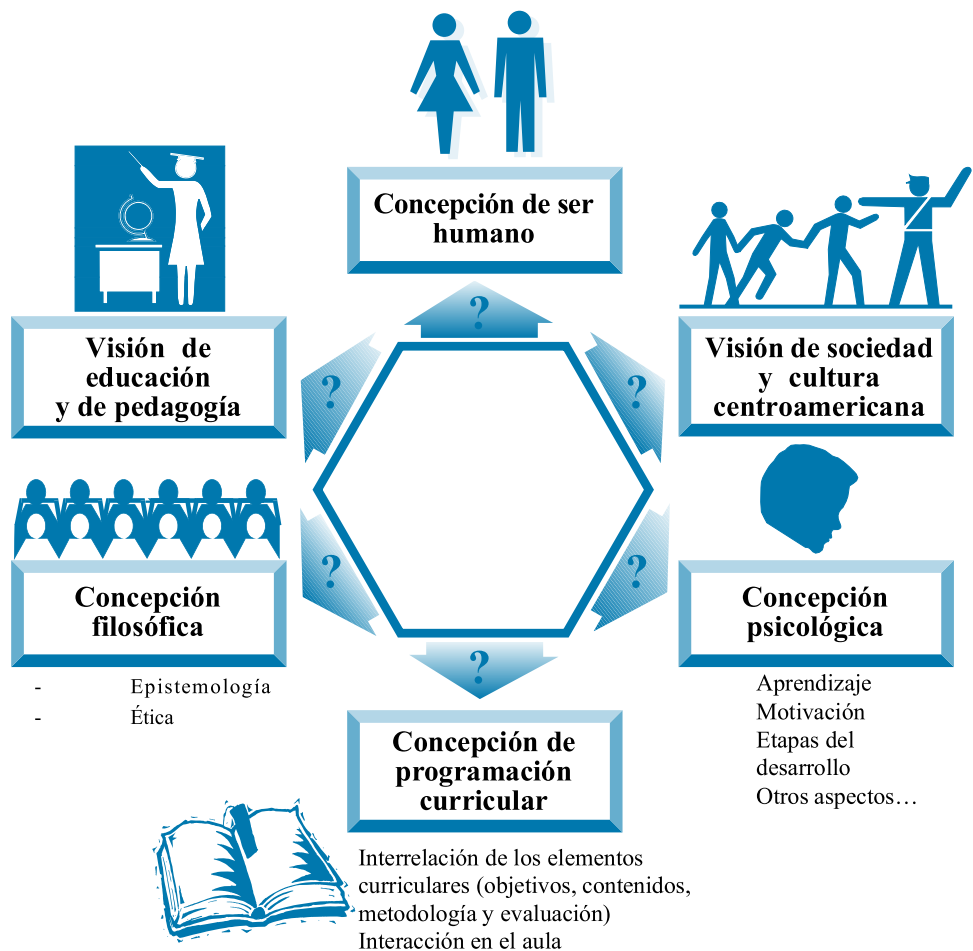 Concepción de ser
humano
Visión de
educación
y de pedagogía
?
?
?
Visión de sociedad
y cultura
centroamericana
Concepción
filosófica
- Epistemología
- Ética
?
?
?
Concepción
psicológica
Aprendizaje
Motivación
Etapas del
desarrollo
Otros aspectos…
Concepción de
programación
curricular
Interrelación de los elementos
curriculares (objetivos, contenidos,
metodología y evaluación)
Interacción en el aula